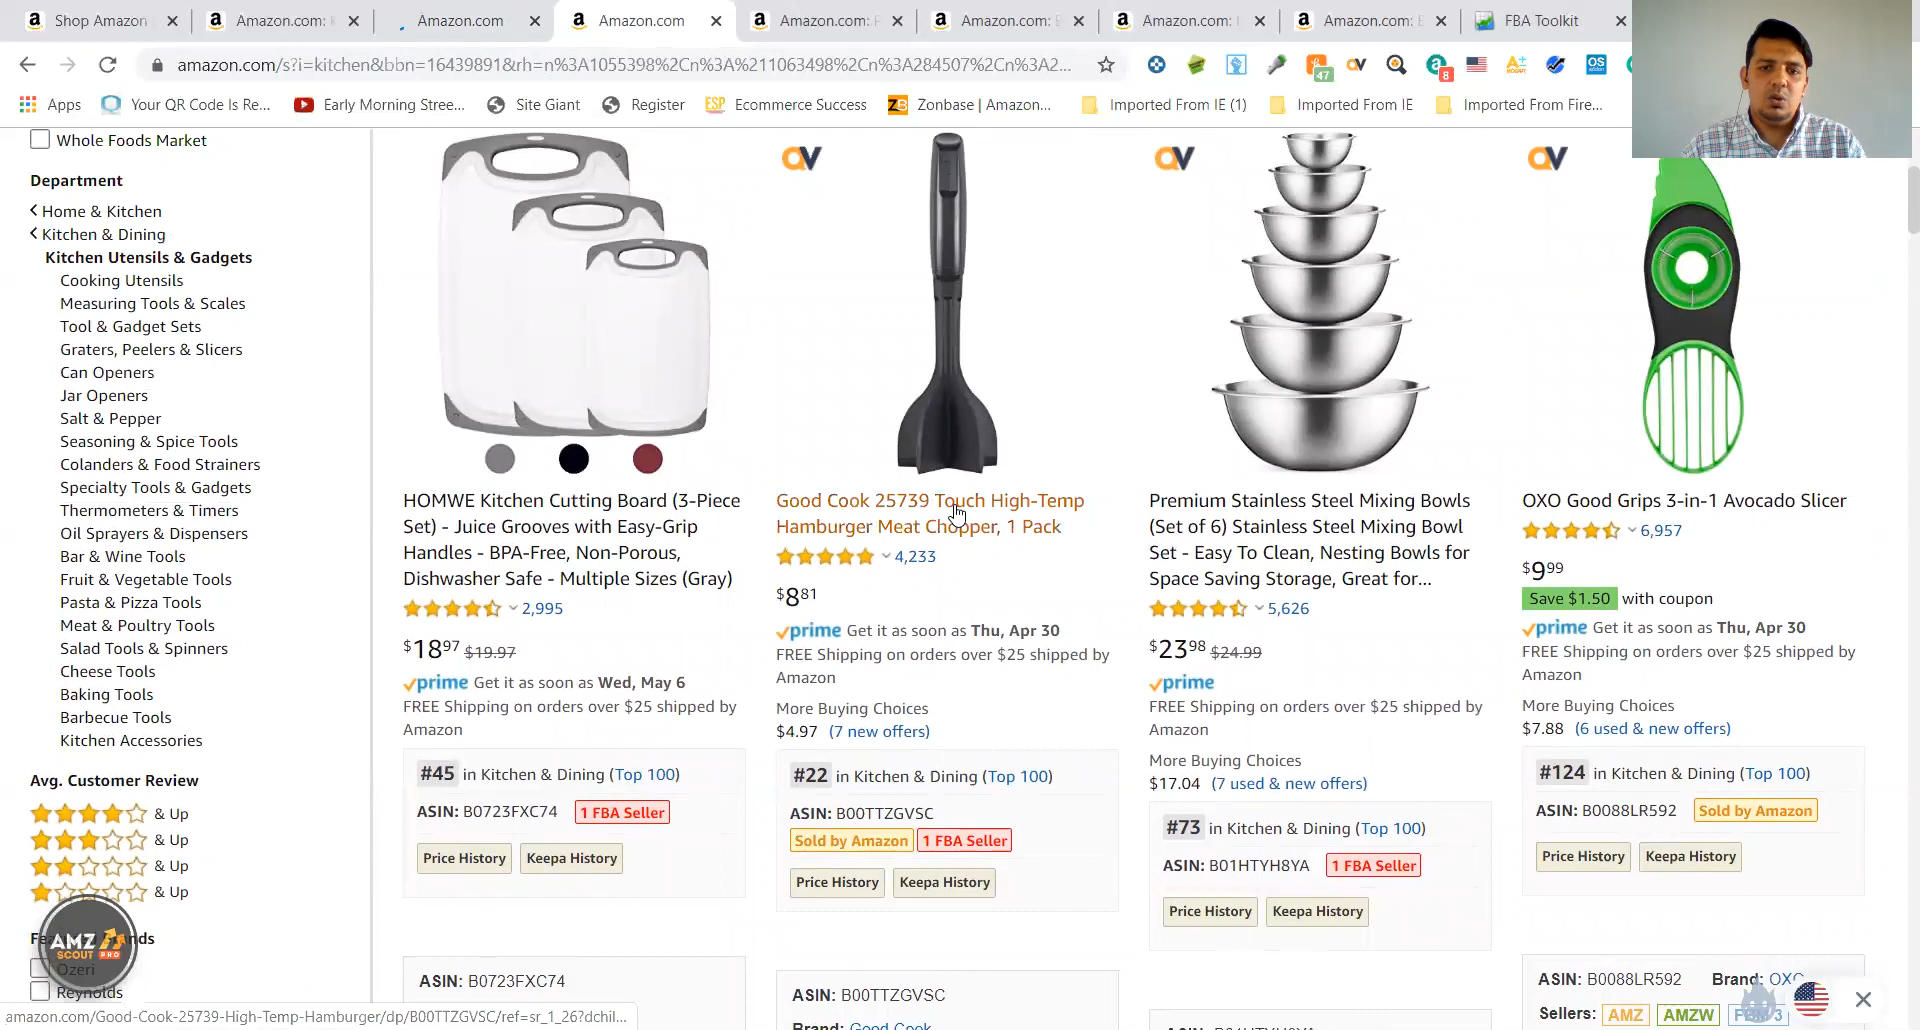 Shop Amazon
Amazon.com:
Amazon.com
Amazon.com
Amazon.com:
Amazon.com:
Amazon.com:
Amazon.com:
FBA Toolkit
amazon.com/s?i=kitchen&bbn=16439891&rh=n%3A1055398%2Cn%3A%211063498%2Cn%3A284507%2Cn%3A2...
47
8
OS
Apps
Your QR Code Is Re...
Early Morning Stree...
Site Giant
Register
ESP
Ecommerce Success
ZB
Zonbase | Amazon...
Imported From IE (1)
Imported From IE
Imported From Fire...
Whole Foods Market
Department
Home & Kitchen
Kitchen & Dining
Kitchen Utensils & Gadgets
Cooking Utensils
Measuring Tools & Scales
Tool & Gadget Sets
Graters, Peelers & Slicers
Can Openers
Jar Openers
Salt & Pepper
Seasoning & Spice Tools
Colanders & Food Strainers
Specialty Tools & Gadgets
Thermometers & Timers
Oil Sprayers & Dispensers
Bar & Wine Tools
Fruit & Vegetable Tools
Pasta & Pizza Tools
Meat & Poultry Tools
Salad Tools & Spinners
Cheese Tools
Baking Tools
Barbecue Tools
Kitchen Accessories
Avg. Customer Review
& Up
& Up
& Up
& Up
AMZ
SCOUT PRO
Ozeri
Reynolds
HOMWE Kitchen Cutting Board (3-Piece
Set) - Juice Grooves with Easy-Grip
Handles - BPA-Free, Non-Porous,
Dishwasher Safe - Multiple Sizes (Gray)
2,995
$18.97 $19.97
prime Get it as soon as Wed, May 6
FREE Shipping on orders over $25 shipped by
Amazon
#45 in Kitchen & Dining (Top 100)
ASIN: B0723FXC74 1 FBA Seller
Price History Keepa History
ASIN: B0723FXC74
Good Cook 25739 Touch High-Temp
Hamburger Meat Chopper, 1 Pack
4,233
$8.81
prime Get it as soon as Thu, Apr 30
FREE Shipping on orders over $25 shipped by
Amazon
More Buying Choices
$4.97 (7 new offers)
#22 in Kitchen & Dining (Top 100)
ASIN: B00TTZGVSC
Sold by Amazon 1 FBA Seller
Price History Keepa History
ASIN: B00TTZGVSC
Brand: Good Cook
Premium Stainless Steel Mixing Bowls
(Set of 6) Stainless Steel Mixing Bowl
Set - Easy To Clean, Nesting Bowls for
Space Saving Storage, Great for...
5,626
$23.98 $24.99
prime
FREE Shipping on orders over $25 shipped by
Amazon
More Buying Choices
$17.04 (7 used & new offers)
#73 in Kitchen & Dining (Top 100)
ASIN: B01HTYH8YA 1 FBA Seller
Price History Keepa History
OXO Good Grips 3-in-1 Avocado Slicer
6,957
$9.99
Save $1.50 with coupon
prime Get it as soon as Thu, Apr 30
FREE Shipping on orders over $25 shipped by
Amazon
More Buying Choices
$7.88 (6 used & new offers)
#124 in Kitchen & Dining (Top 100)
ASIN: B0088LR592 Sold by Amazon
Price History Keepa History
ASIN: B0088LR592 Brand: OXO
Sellers: AMZ AMZW
amazon.com/Good-Cook-25739-High-Temp-Hamburger/dp/B00TTZGVSC/ref=sr_1_26?dchil...